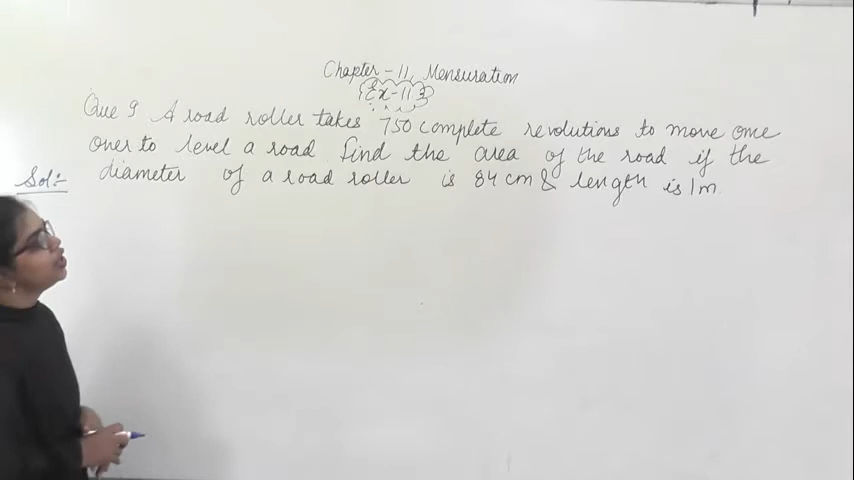 Chapter - 11, Mensuration
{Ex-11.3}
Que 9 A road roller takes 750 complete revolutions to move one
over to level a road. Find the area of the road if the
Sol:- diameter of a road roller is 84 cm & length is 1m.